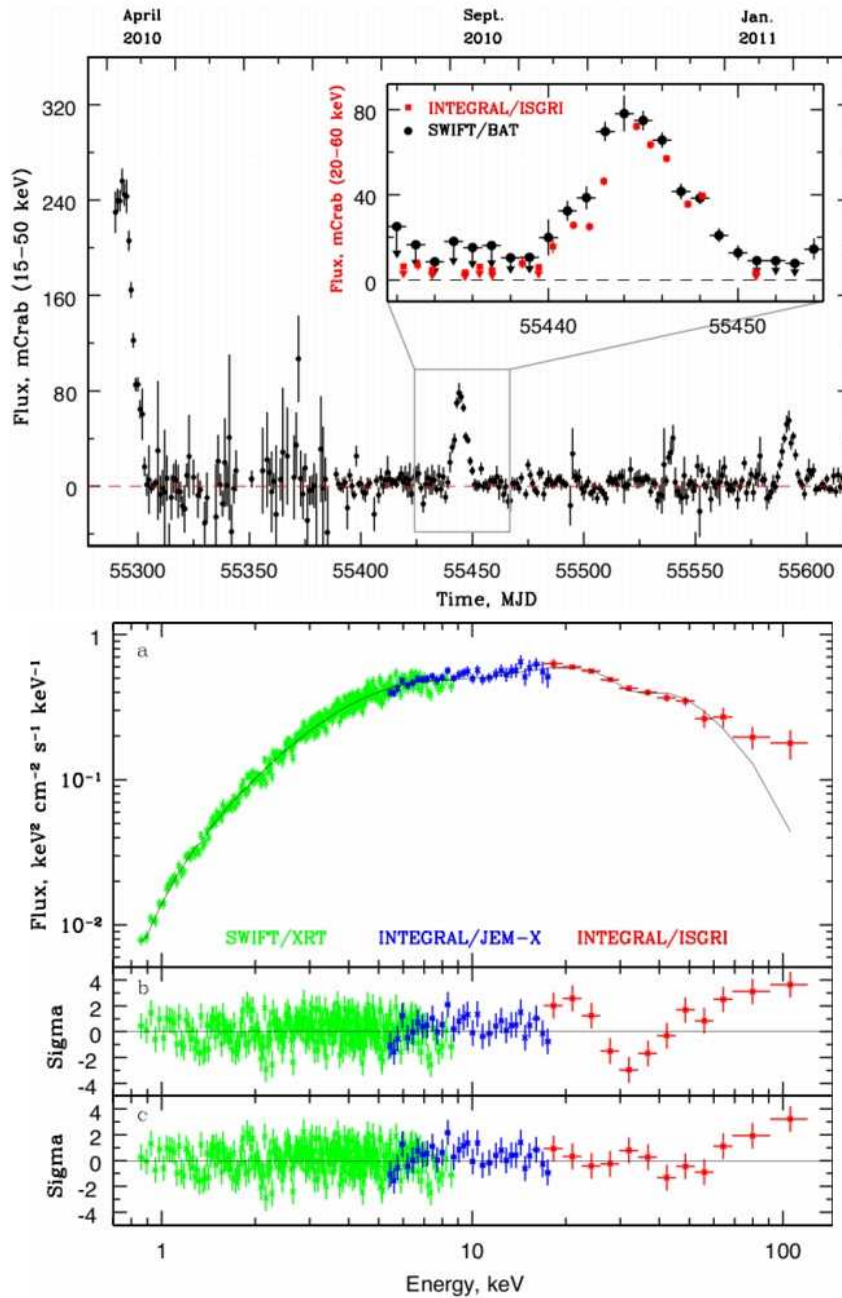 April Sept. Jan.
2010 2010 2011
Flux, mCrab (15-50 keV)
320
240
160
80
0
Flux, mCrab (20-60 keV)
80
40
0
INTEGRAL/ISGRI
SWIFT/BAT
55440 55450
55300 55350 55400 55450 55500 55550 55600
Time, MJD
a
Flux, keV² cm⁻² s⁻¹ keV⁻¹
1
10⁻¹
10⁻²
SWIFT/XRT INTEGRAL/JEM-X INTEGRAL/ISGRI
b
Sigma
4
2
0
-2
-4
c
Sigma
4
2
0
-2
-4
1 10 100
Energy, keV